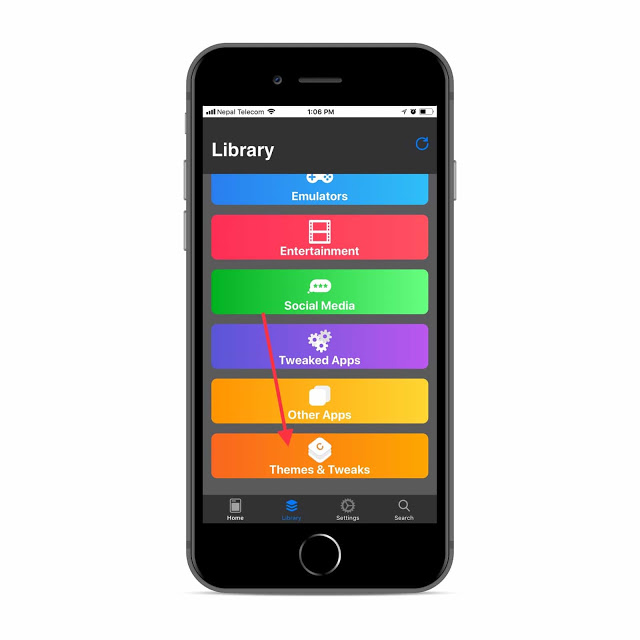 Nepal Telecom
1:06 PM
Library
Emulators
Entertainment
Social Media
Tweaked Apps
Other Apps
Themes & Tweaks
Home
Library
Settings
Search